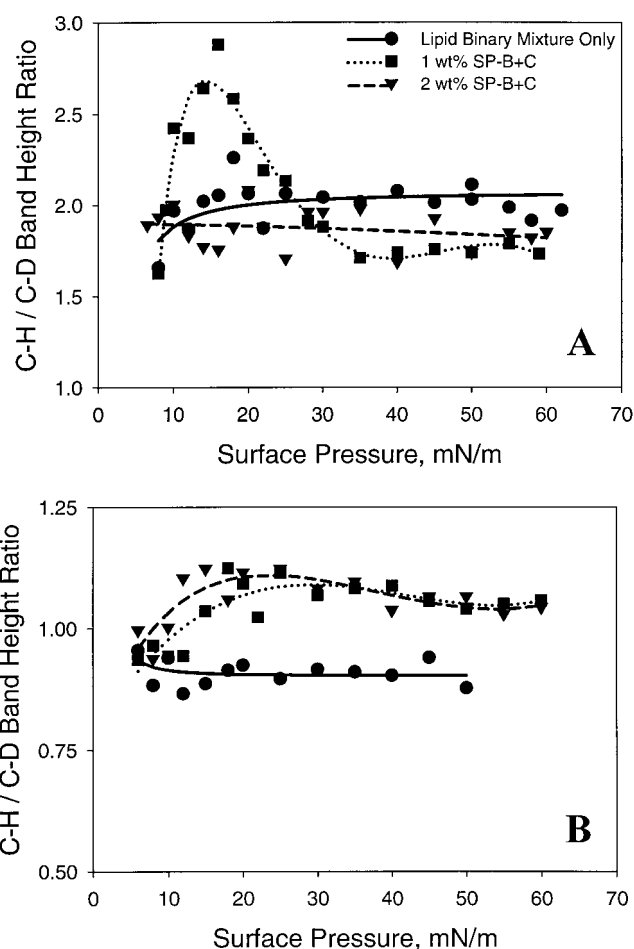 3.0
Lipid Binary Mixture Only
1 wt% SP-B+C
2 wt% SP-B+C
2.5
2.0
1.5
1.0
C-H / C-D Band Height Ratio
A
0 10 20 30 40 50 60 70
Surface Pressure, mN/m
1.25
1.00
0.75
0.50
C-H / C-D Band Height Ratio
B
0 10 20 30 40 50 60 70
Surface Pressure, mN/m